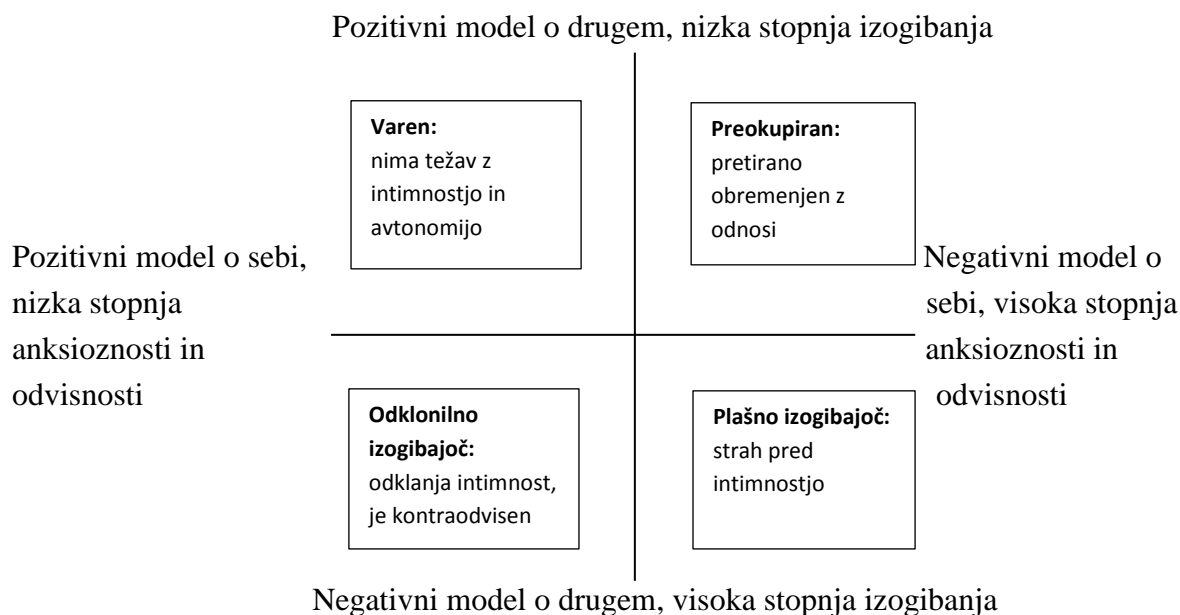 Pozitivni model o drugem, nizka stopnja izogibanja
Varen:
nima težav z
intimnostjo in
avtonomijo
Preokupiran:
pretirano
obremenjen z
odnosi
Pozitivni model o sebi,
nizka stopnja
anksioznosti in
odvisnosti
Negativni model o
sebi, visoka stopnja
anksioznosti in
odvisnosti
Odklonilno
izogibajoč:
odklanja intimnost,
je kontraodvisen
Plašno izogibajoč:
strah pred
intimnostjo
Negativni model o drugem, visoka stopnja izogibanja